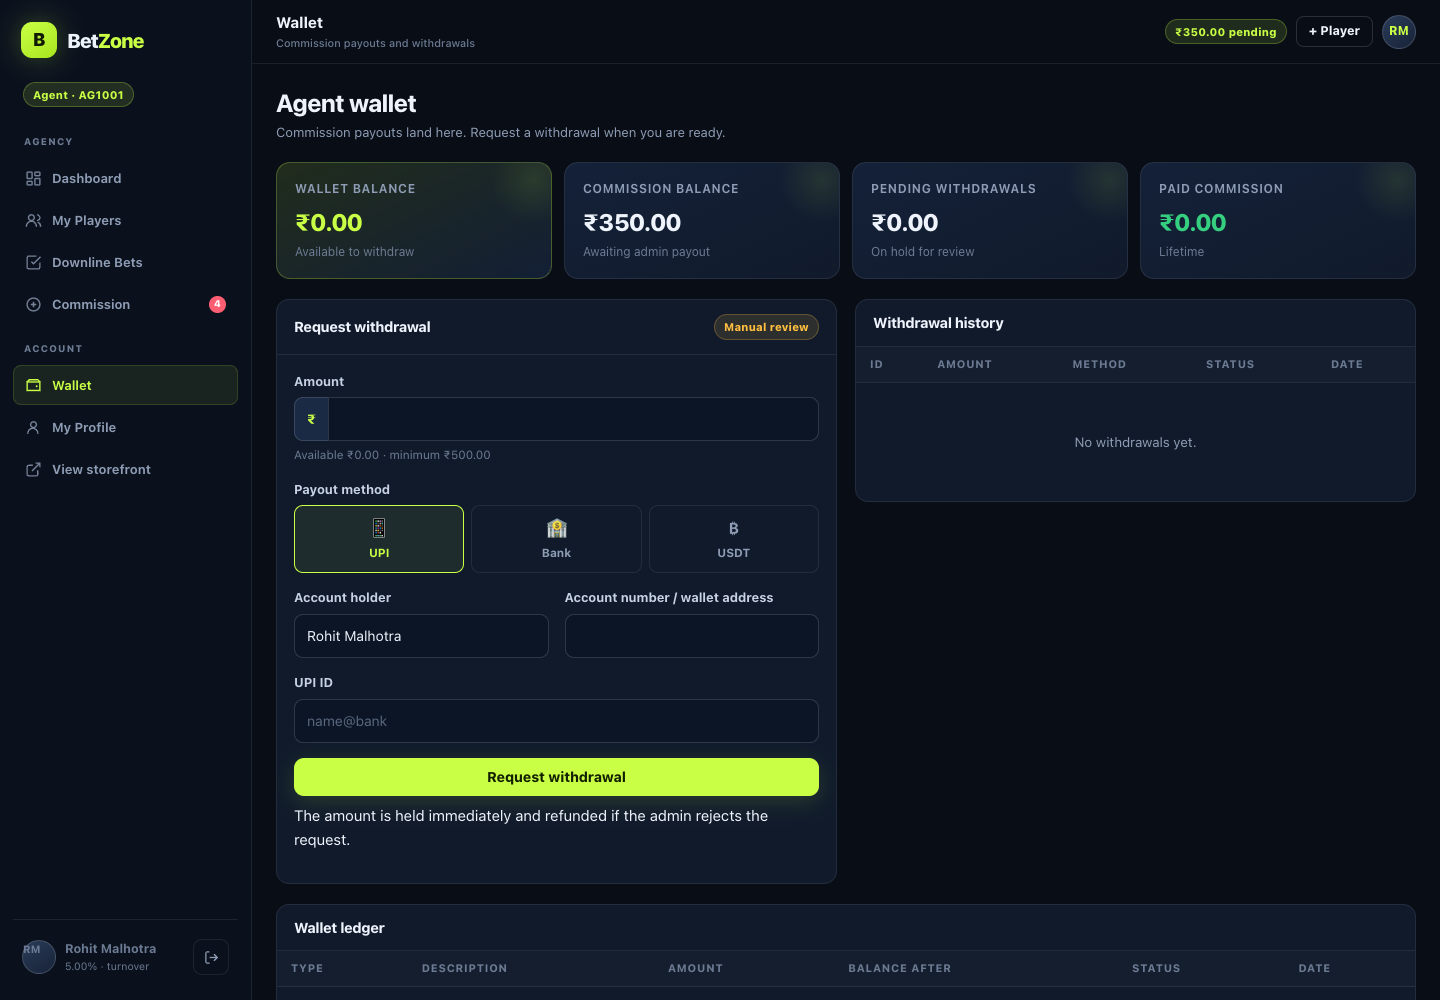 B BetZone
Agent · AG1001
AGENCY
Dashboard
My Players
Downline Bets
Commission 4
ACCOUNT
Wallet
My Profile
View storefront
RM Rohit Malhotra
5.00% · turnover
Wallet
Commission payouts and withdrawals
₹350.00 pending
+ Player
RM
Agent wallet
Commission payouts land here. Request a withdrawal when you are ready.
WALLET BALANCE
₹0.00
Available to withdraw
COMMISSION BALANCE
₹350.00
Awaiting admin payout
PENDING WITHDRAWALS
₹0.00
On hold for review
PAID COMMISSION
₹0.00
Lifetime
Request withdrawal
Manual review
Amount
₹
Available ₹0.00 · minimum ₹500.00
Payout method
UPI
Bank
₿
USDT
Account holder
Rohit Malhotra
Account number / wallet address
UPI ID
name@bank
Request withdrawal
The amount is held immediately and refunded if the admin rejects the
request.
Withdrawal history
ID AMOUNT METHOD STATUS DATE
No withdrawals yet.
Wallet ledger
TYPE DESCRIPTION AMOUNT BALANCE AFTER STATUS DATE